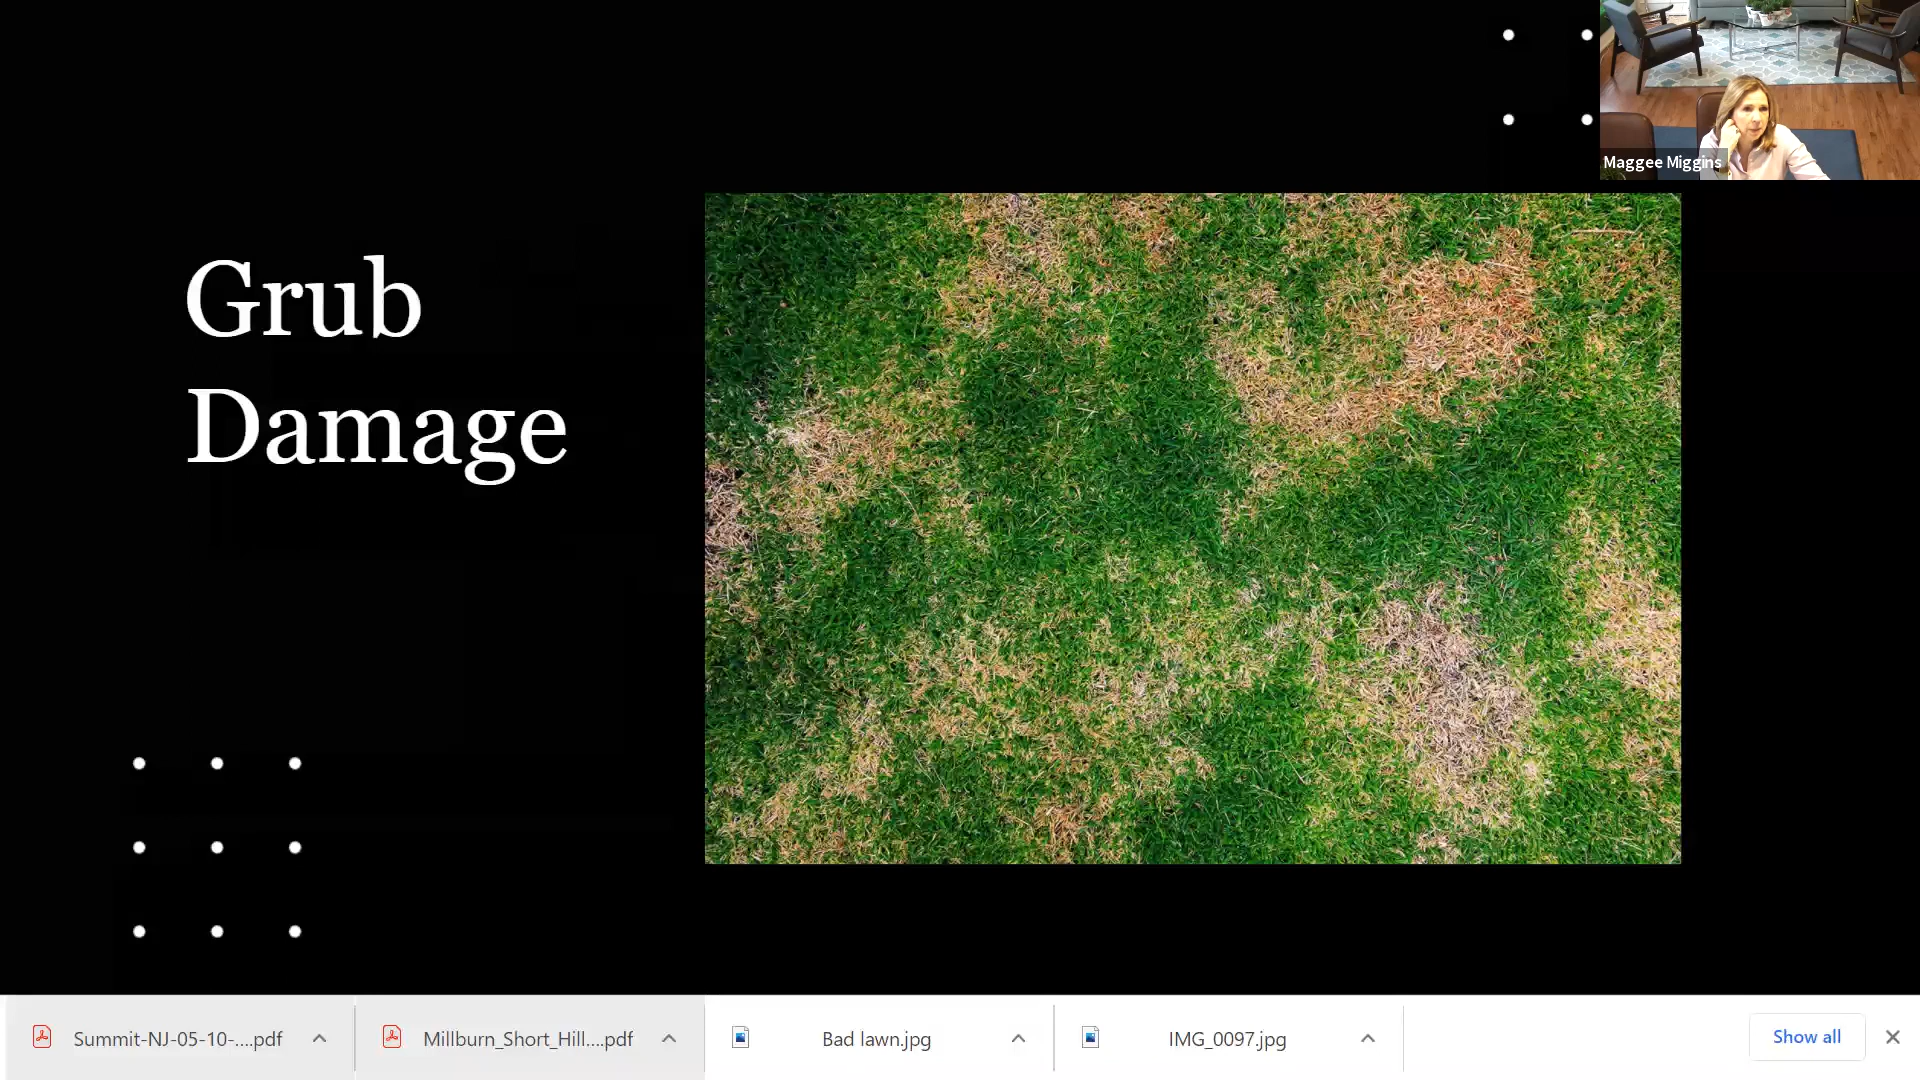 Maggee Miggins
Grub
Damage
Summit-NJ-05-10-....pdf
Millburn_Short_Hill....pdf
Bad lawn.jpg
IMG_0097.jpg
Show all